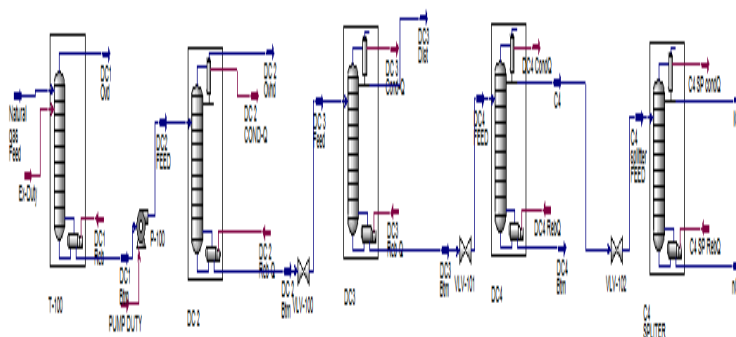 Natural
gas Feed
Ex-Duty
DC1
Out
DC1
Reb
DC1
Btm
T-100
P-100
PUMP DUTY
DC2
FEED
DC 2
DC 2
COND-Q
DC 2
Reb-Q
DC 2
Btm
DC 2
VLV-100
DC 3
Feed
DC 3
Cond-Q
DC3
DC3
Reb-Q
DC3
Btm
DC3
VLV-101
DC4
FEED
DC4 CondQ
C4
DC4 RebQ
DC4
Btm
DC4
VLV-102
C4
splitter
FEED
C4 SP condQ
C4 SP RebQ
C4
SPLITER